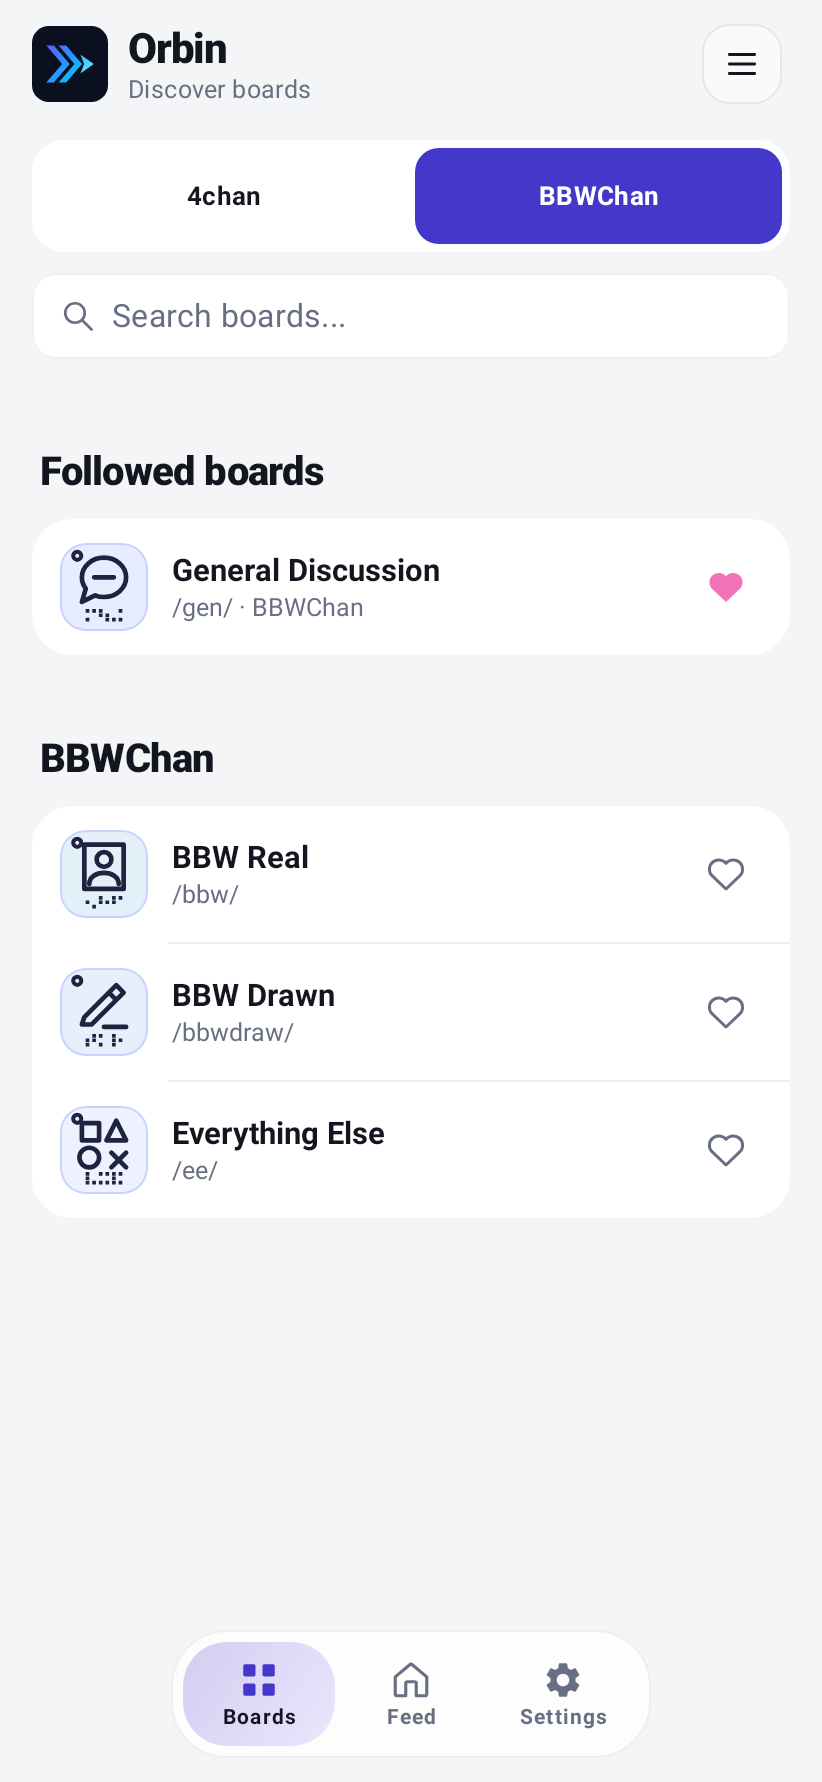 Orbin
Discover boards
4chan
BBWChan
Search boards...
Followed boards
General Discussion
/gen/ · BBWChan
BBWChan
BBW Real
/bbw/
BBW Drawn
/bbwdraw/
Everything Else
/ee/
Boards
Feed
Settings